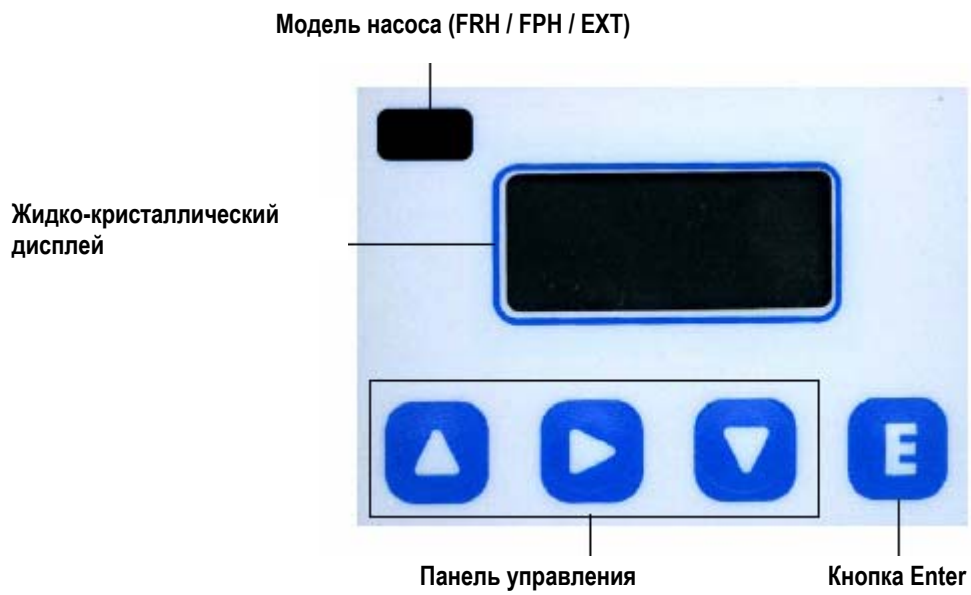 Модель насоса (FRH / FPH / EXT)
Жидко-кристаллический
дисплей
E
Панель управления
Кнопка Enter